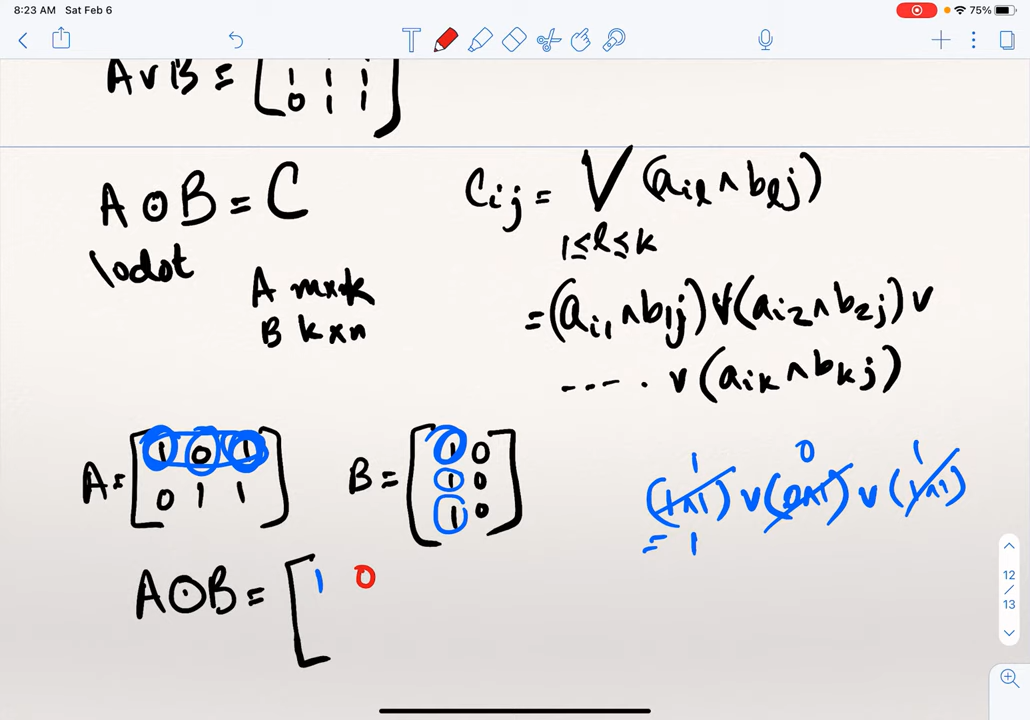 8:23 AM Sat Feb 6
75%
A ∨ B = [1 1 1
0 1 1]
A ⊙ B = C
\odot
A m×k
B k×n
Cij = ∨ (aiℓ ∧ bℓj)
1≤ℓ≤k
= (ai1 ∧ b1j) ∨ (ai2 ∧ b2j) ∨
---- . ∨ (aik ∧ bkj)
A = [1 0 1
0 1 1]
B = [1 0
1 0
1 0]
1 0 1
(1∧1) ∨ (0∧1) ∨ (1∧1)
= 1
A ⊙ B = [1 0
12
/
13